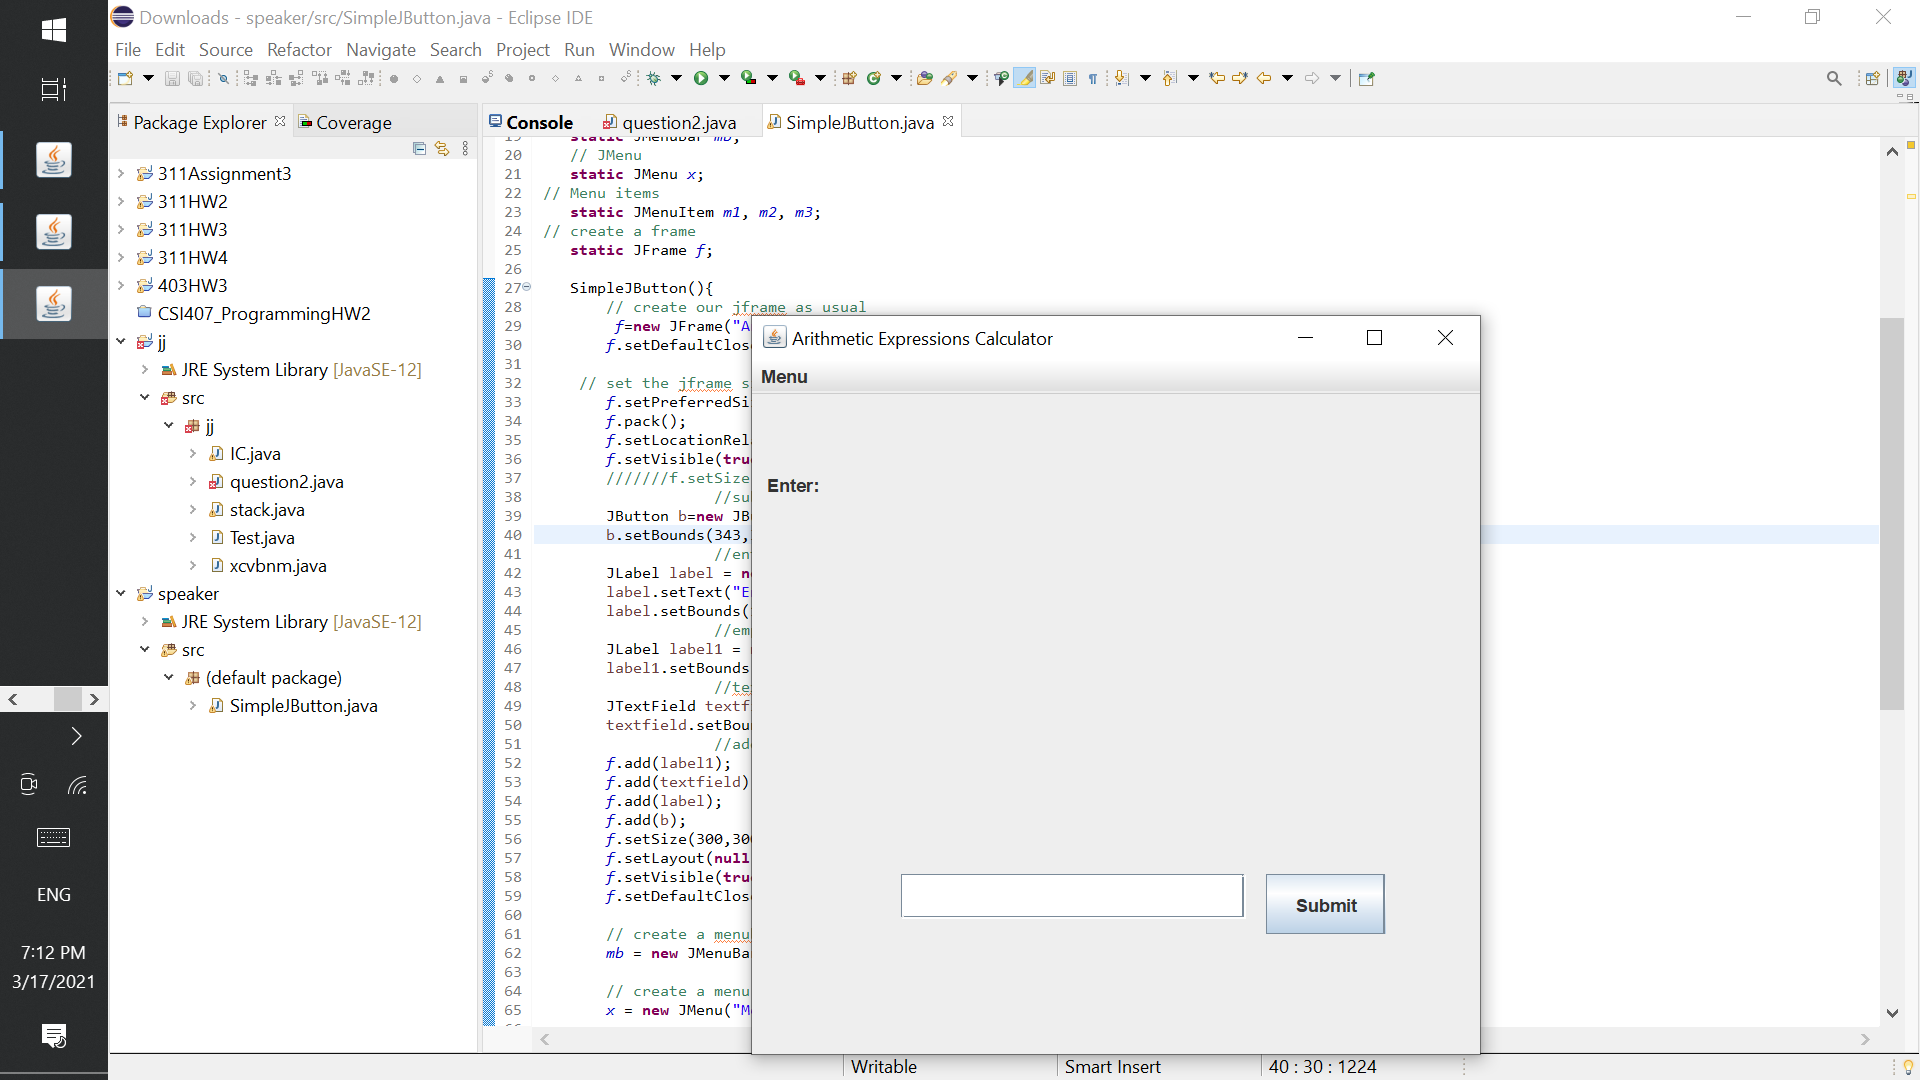 Downloads - speaker/src/SimpleJButton.java - Eclipse IDE
File Edit Source Refactor Navigate Search Project Run Window Help
Package Explorer
Coverage
311Assignment3
311HW2
311HW3
311HW4
403HW3
CSI407_ProgrammingHW2
jj
JRE System Library [JavaSE-12]
src
jj
IC.java
question2.java
stack.java
Test.java
xcvbnm.java
speaker
JRE System Library [JavaSE-12]
src
(default package)
SimpleJButton.java
Console
question2.java
SimpleJButton.java
19 static JMenuBar mb;
20 // JMenu
21 static JMenu x;
22 // Menu items
23 static JMenuItem m1, m2, m3;
24 // create a frame
25 static JFrame f;
26
27 SimpleJButton(){
28 // create our jframe as usual
29 f=new JFrame("A
30 f.setDefaultClos
31
32 // set the jframe s
33 f.setPreferredSi
34 f.pack();
35 f.setLocationRel
36 f.setVisible(tru
37 ///////f.setSize
38 //su
39 JButton b=new JB
40 b.setBounds(343,
41 //en
42 JLabel label = n
43 label.setText("E
44 label.setBounds(
45 //em
46 JLabel label1 =
47 label1.setBounds
48 //te
49 JTextField textf
50 textfield.setBou
51 //ad
52 f.add(label1);
53 f.add(textfield)
54 f.add(label);
55 f.add(b);
56 f.setSize(300,30
57 f.setLayout(null
58 f.setVisible(tru
59 f.setDefaultClos
60
61 // create a menu
62 mb = new JMenuBa
63
64 // create a menu
65 x = new JMenu("M
Arithmetic Expressions Calculator
Menu
Enter:
Submit
Writable
Smart Insert
40 : 30 : 1224
ENG
7:12 PM
3/17/2021